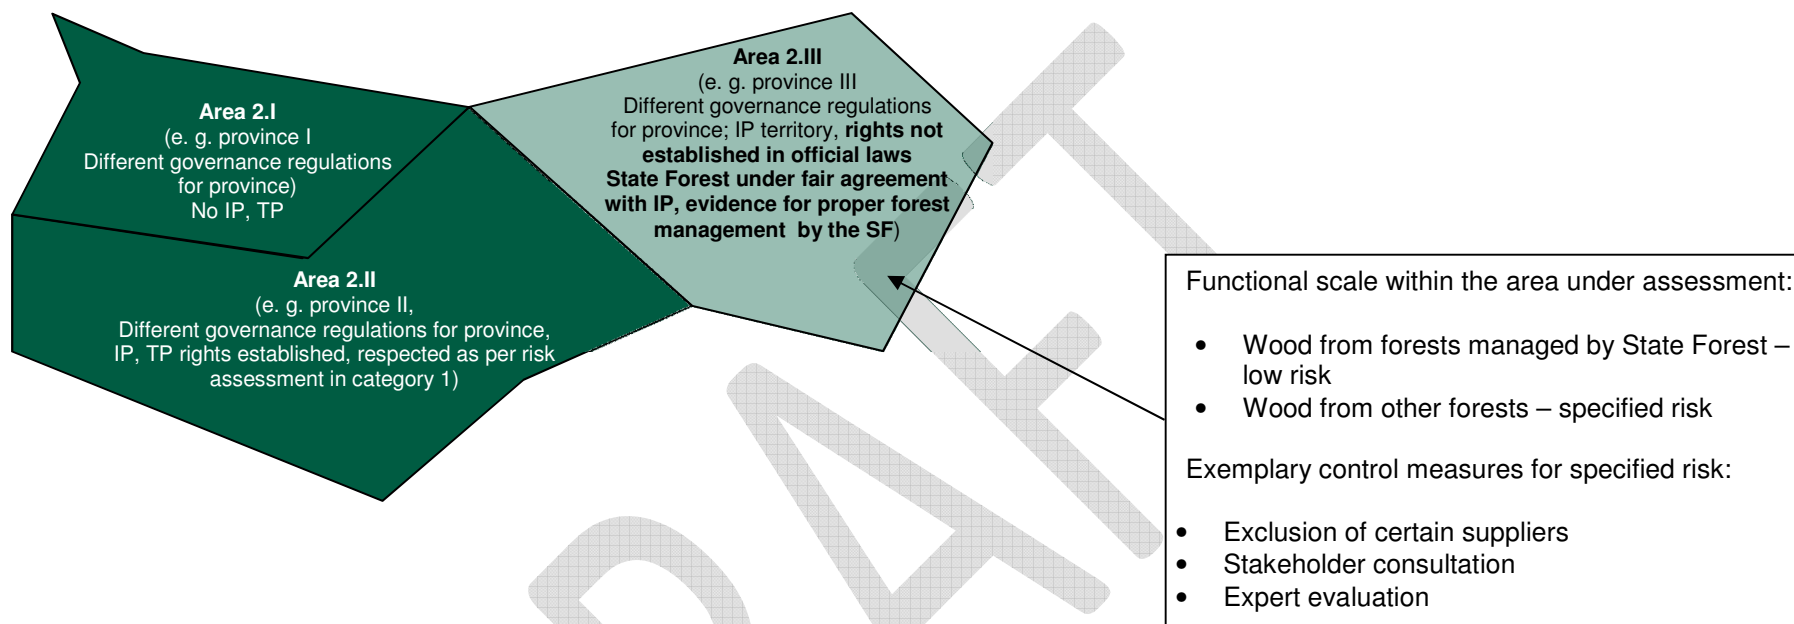 Area 2.I
(e. g. province I
Different governance regulations
for province)
No IP, TP
Area 2.II
(e. g. province II,
Different governance regulations for province,
IP, TP rights established, respected as per risk
assessment in category 1)
Area 2.III
(e. g. province III
Different governance regulations
for province; IP territory, rights not
established in official laws
State Forest under fair agreement
with IP, evidence for proper forest
management by the SF)
Functional scale within the area under assessment:
• Wood from forests managed by State Forest –
low risk
• Wood from other forests – specified risk
Exemplary control measures for specified risk:
• Exclusion of certain suppliers
• Stakeholder consultation
• Expert evaluation